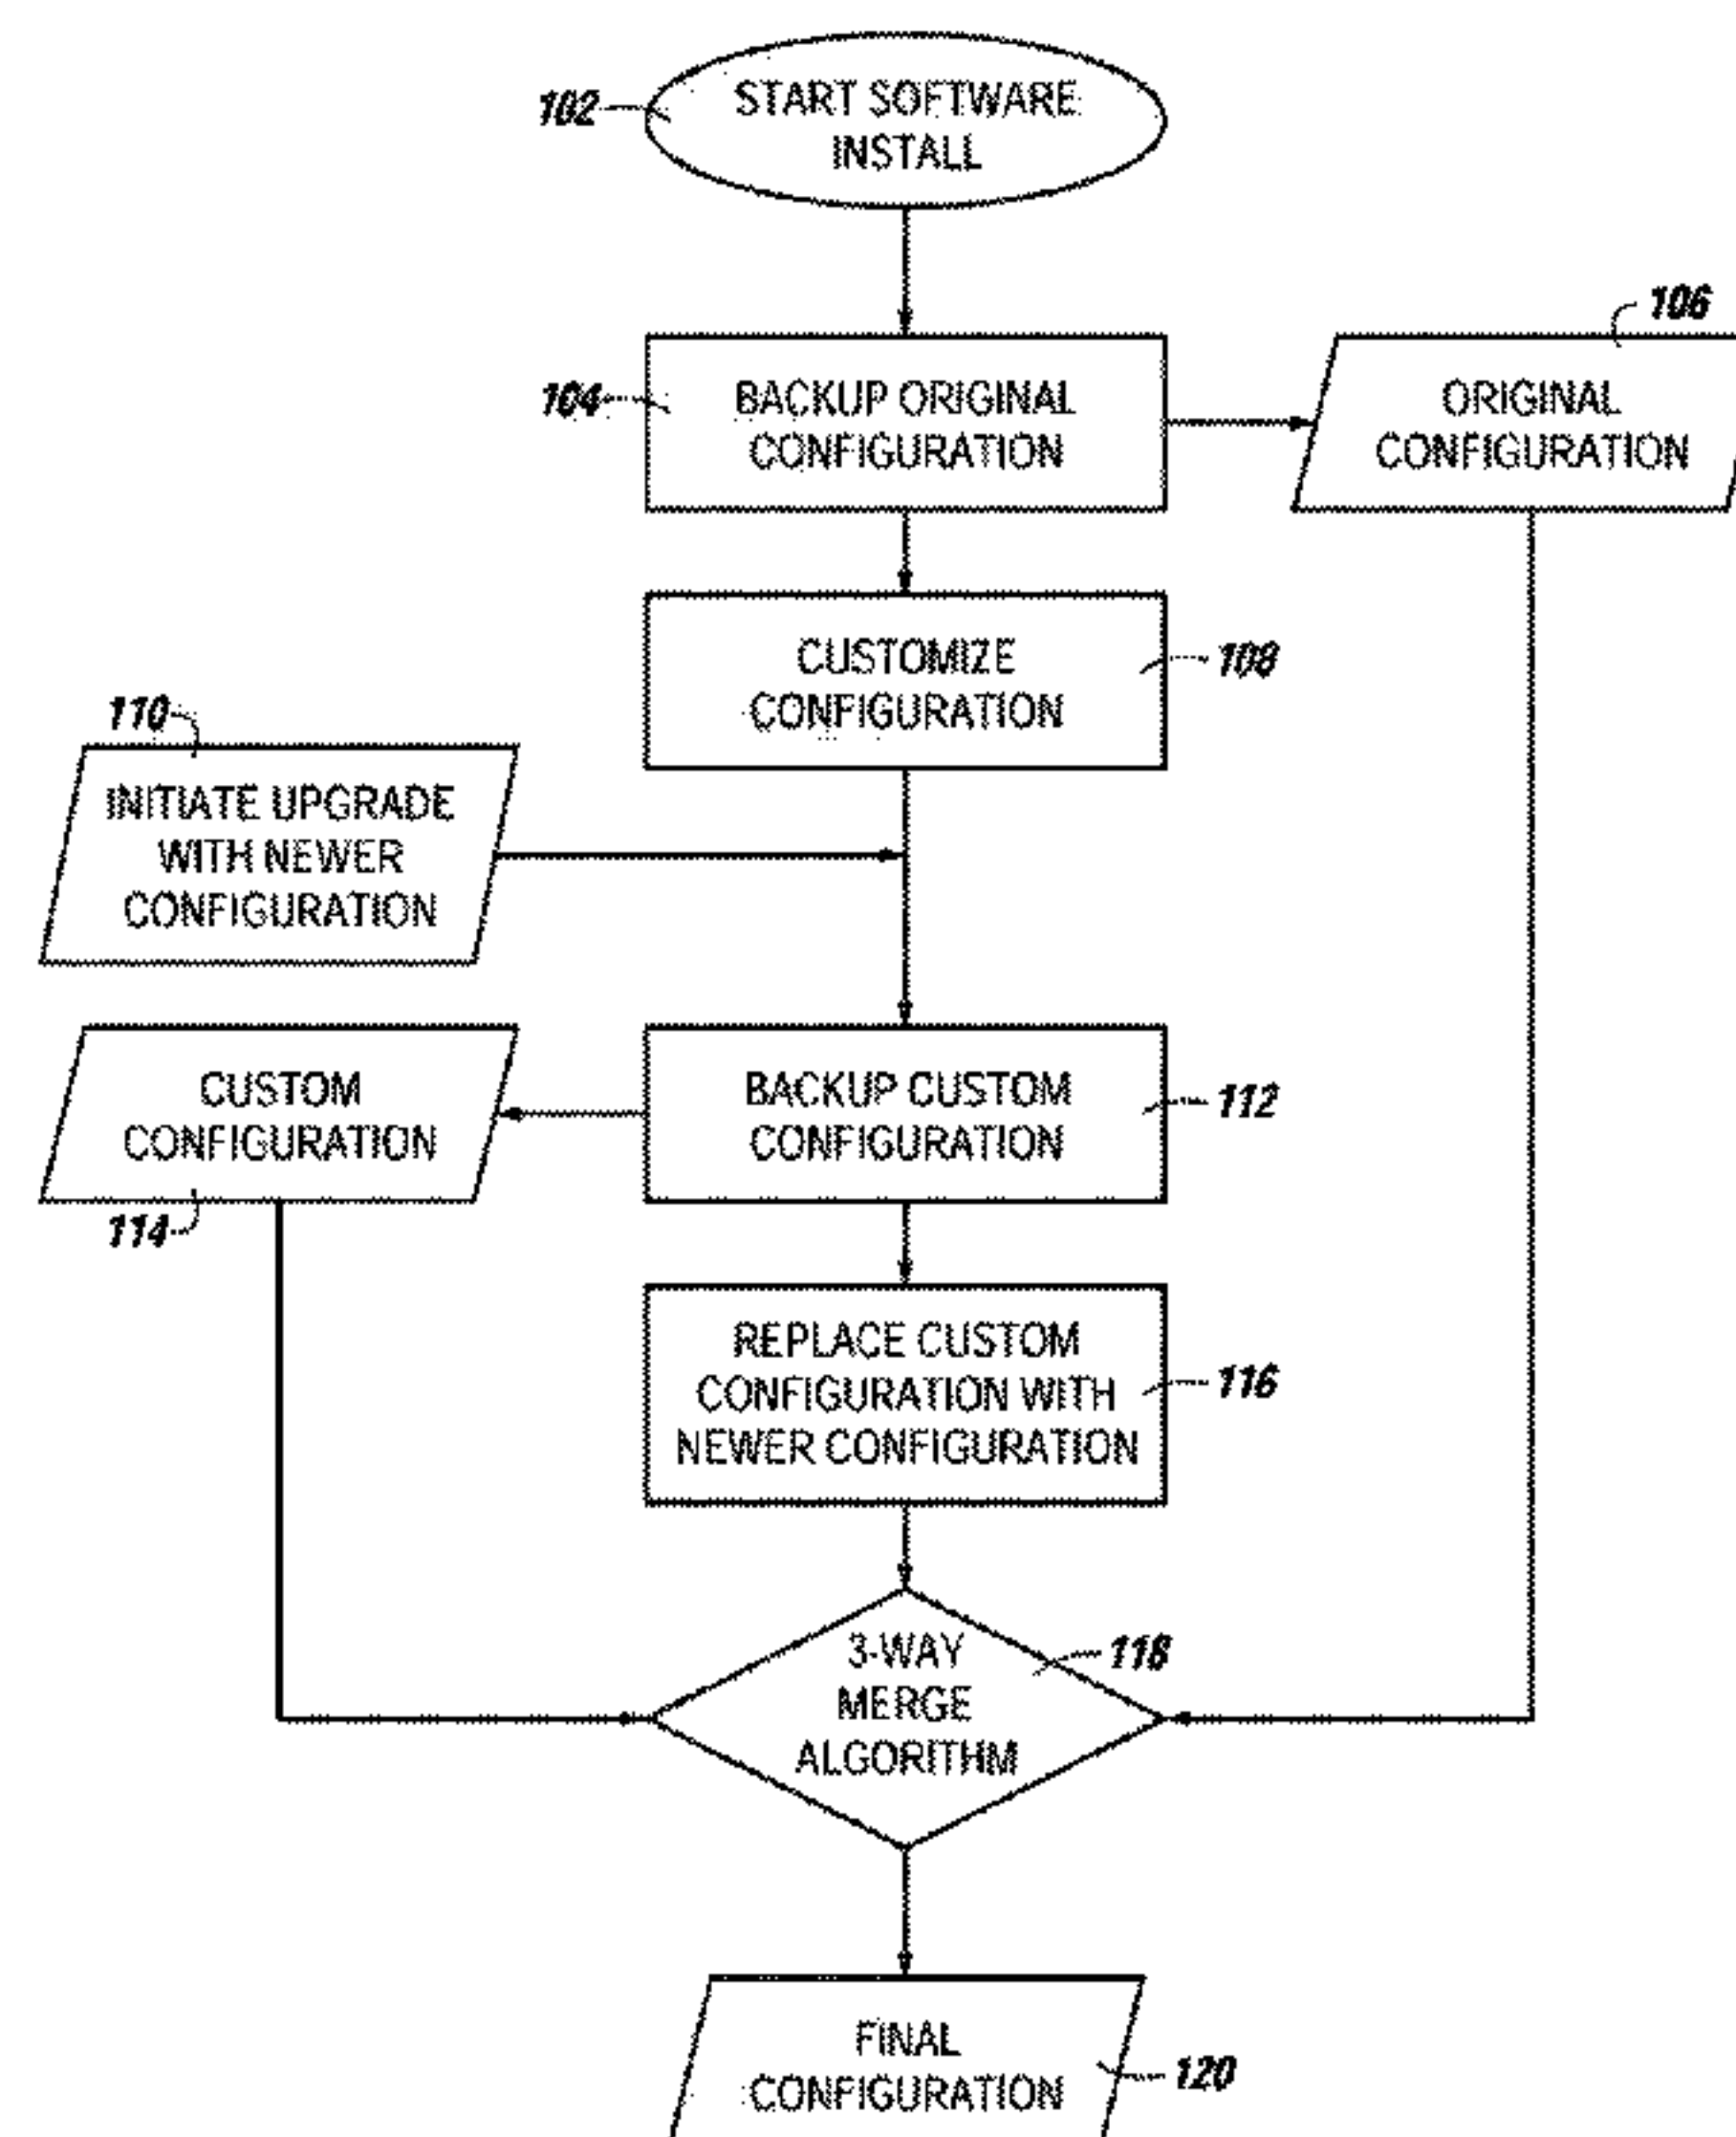 102
START SOFTWARE
INSTALL
106
104
BACKUP ORIGINAL
CONFIGURATION
ORIGINAL
CONFIGURATION
CUSTOMIZE
CONFIGURATION
108
110
INITIATE UPGRADE
WITH NEWER
CONFIGURATION
CUSTOM
CONFIGURATION
114
BACKUP CUSTOM
CONFIGURATION
112
REPLACE CUSTOM
CONFIGURATION WITH
NEWER CONFIGURATION
116
3-WAY
MERGE
ALGORITHM
118
FINAL
CONFIGURATION
120